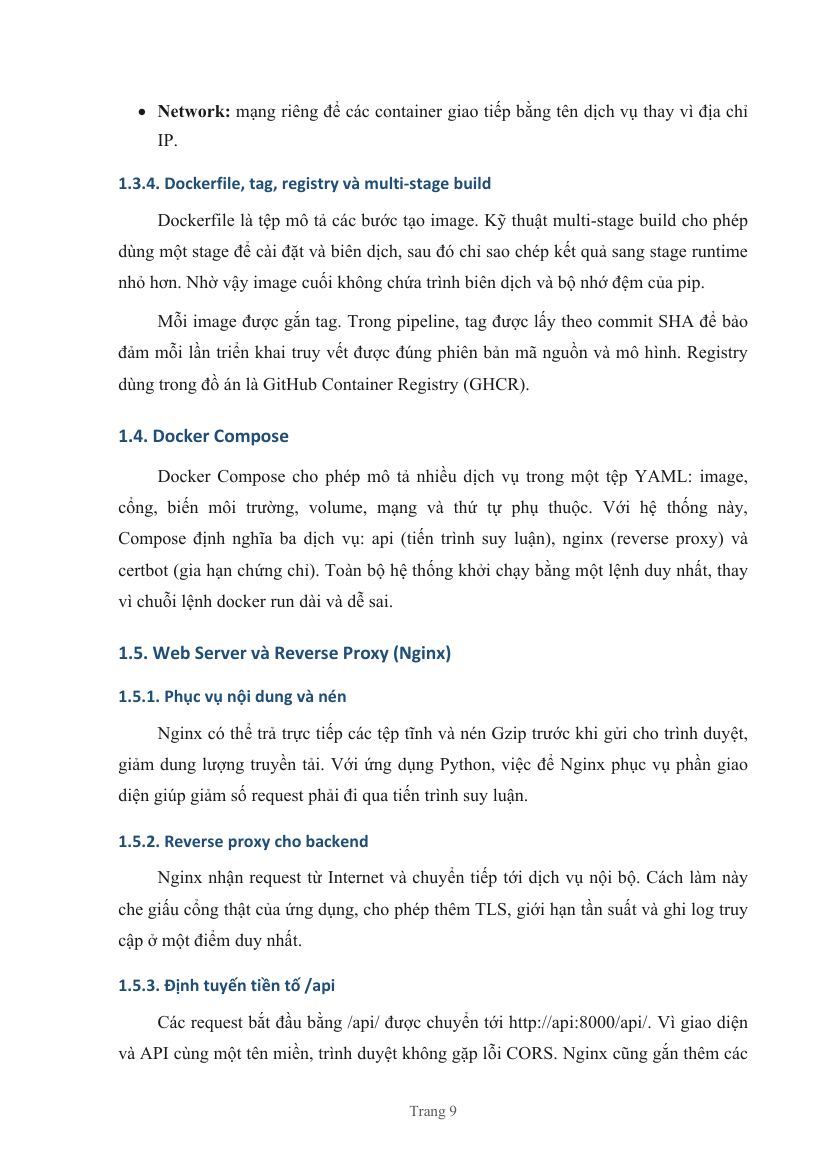 • Network: mạng riêng để các container giao tiếp bằng tên dịch vụ thay vì địa chỉ
IP.
1.3.4. Dockerfile, tag, registry và multi-stage build
Dockerfile là tệp mô tả các bước tạo image. Kỹ thuật multi-stage build cho phép
dùng một stage để cài đặt và biên dịch, sau đó chỉ sao chép kết quả sang stage runtime
nhỏ hơn. Nhờ vậy image cuối không chứa trình biên dịch và bộ nhớ đệm của pip.
Mỗi image được gắn tag. Trong pipeline, tag được lấy theo commit SHA để bảo
đảm mỗi lần triển khai truy vết được đúng phiên bản mã nguồn và mô hình. Registry
dùng trong đồ án là GitHub Container Registry (GHCR).
1.4. Docker Compose
Docker Compose cho phép mô tả nhiều dịch vụ trong một tệp YAML: image,
cổng, biến môi trường, volume, mạng và thứ tự phụ thuộc. Với hệ thống này,
Compose định nghĩa ba dịch vụ: api (tiến trình suy luận), nginx (reverse proxy) và
certbot (gia hạn chứng chỉ). Toàn bộ hệ thống khởi chạy bằng một lệnh duy nhất, thay
vì chuỗi lệnh docker run dài và dễ sai.
1.5. Web Server và Reverse Proxy (Nginx)
1.5.1. Phục vụ nội dung và nén
Nginx có thể trả trực tiếp các tệp tĩnh và nén Gzip trước khi gửi cho trình duyệt,
giảm dung lượng truyền tải. Với ứng dụng Python, việc để Nginx phục vụ phần giao
diện giúp giảm số request phải đi qua tiến trình suy luận.
1.5.2. Reverse proxy cho backend
Nginx nhận request từ Internet và chuyển tiếp tới dịch vụ nội bộ. Cách làm này
che giấu cổng thật của ứng dụng, cho phép thêm TLS, giới hạn tần suất và ghi log truy
cập ở một điểm duy nhất.
1.5.3. Định tuyến tiền tố /api
Các request bắt đầu bằng /api/ được chuyển tới http://api:8000/api/. Vì giao diện
và API cùng một tên miền, trình duyệt không gặp lỗi CORS. Nginx cũng gắn thêm các
Trang 9